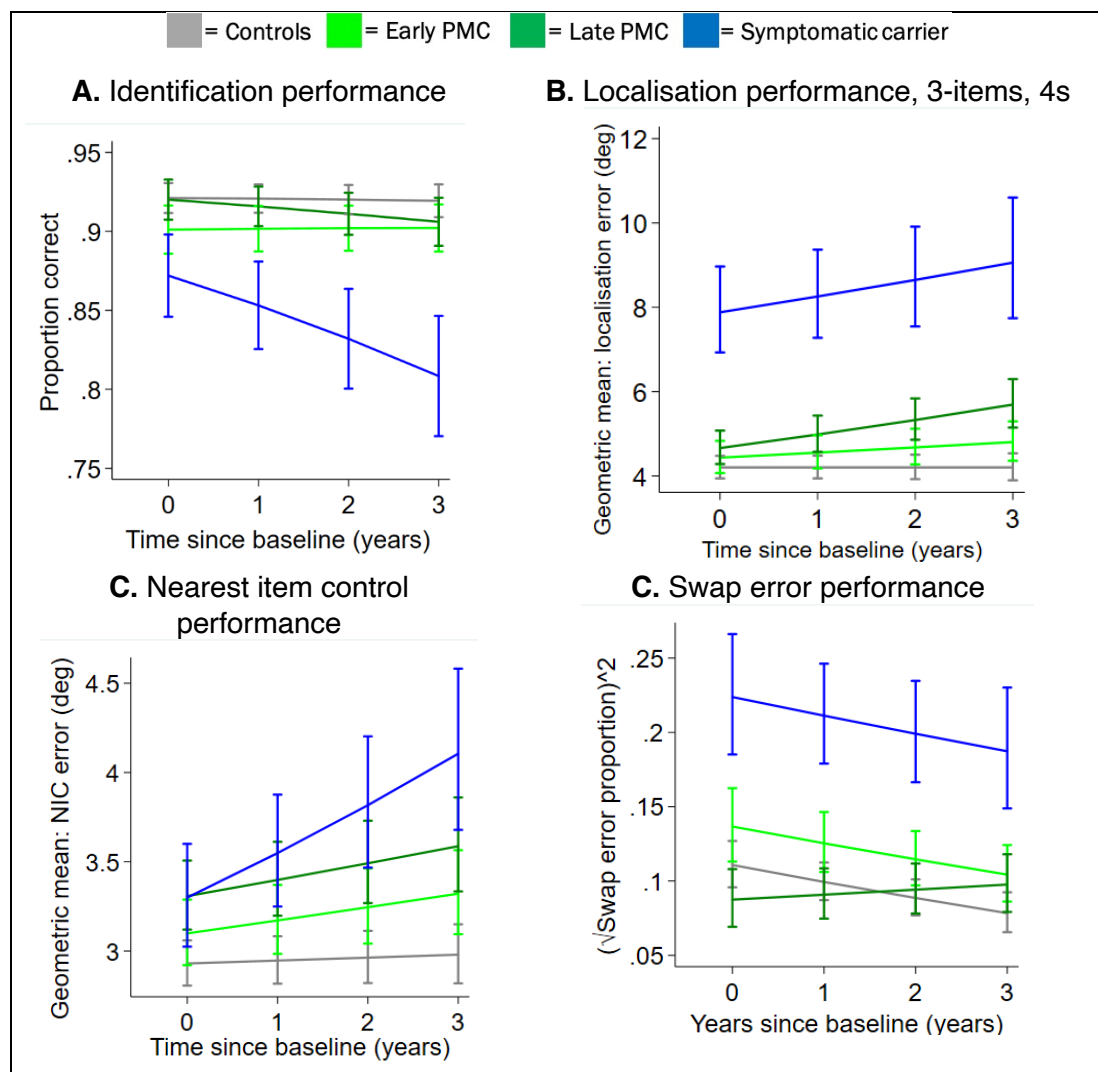 = Controls = Early PMC = Late PMC = Symptomatic carrier
A. Identification performance
.95
.9
.85
.8
.75
Proportion correct
0 1 2 3
Time since baseline (years)
B. Localisation performance, 3-items, 4s
12
10
8
6
4
Geometric mean: localisation error (deg)
0 1 2 3
Time since baseline (years)
C. Nearest item control
performance
4.5
4
3.5
3
Geometric mean: NIC error (deg)
0 1 2 3
Time since baseline (years)
C. Swap error performance
.25
.2
.15
.1
.05
(√Swap error proportion)^2
0 1 2 3
Years since baseline (years)